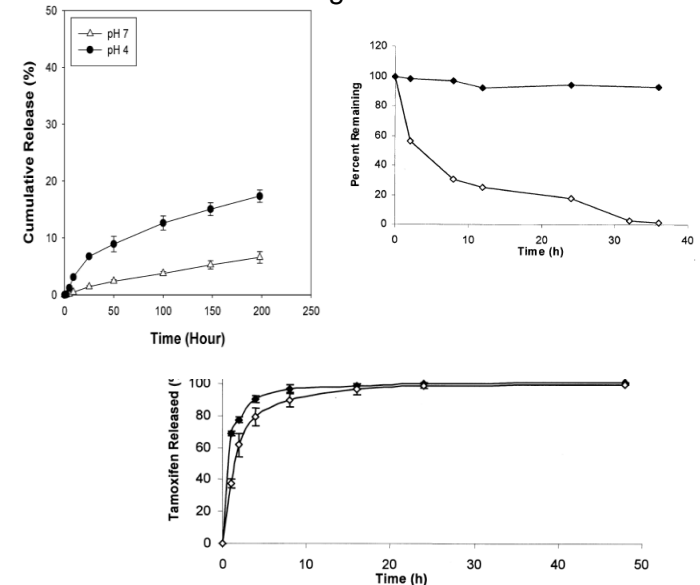 50
40
30
20
10
0
Cumulative Release (%)
pH 7
pH 4
0 50 100 150 200 250
Time (Hour)
120
100
80
60
40
20
0
Percent Remaining
0 10 20 30 40
Time (h)
100
80
60
40
20
0
Tamoxifen Released
0 10 20 30 40 50
Time (h)